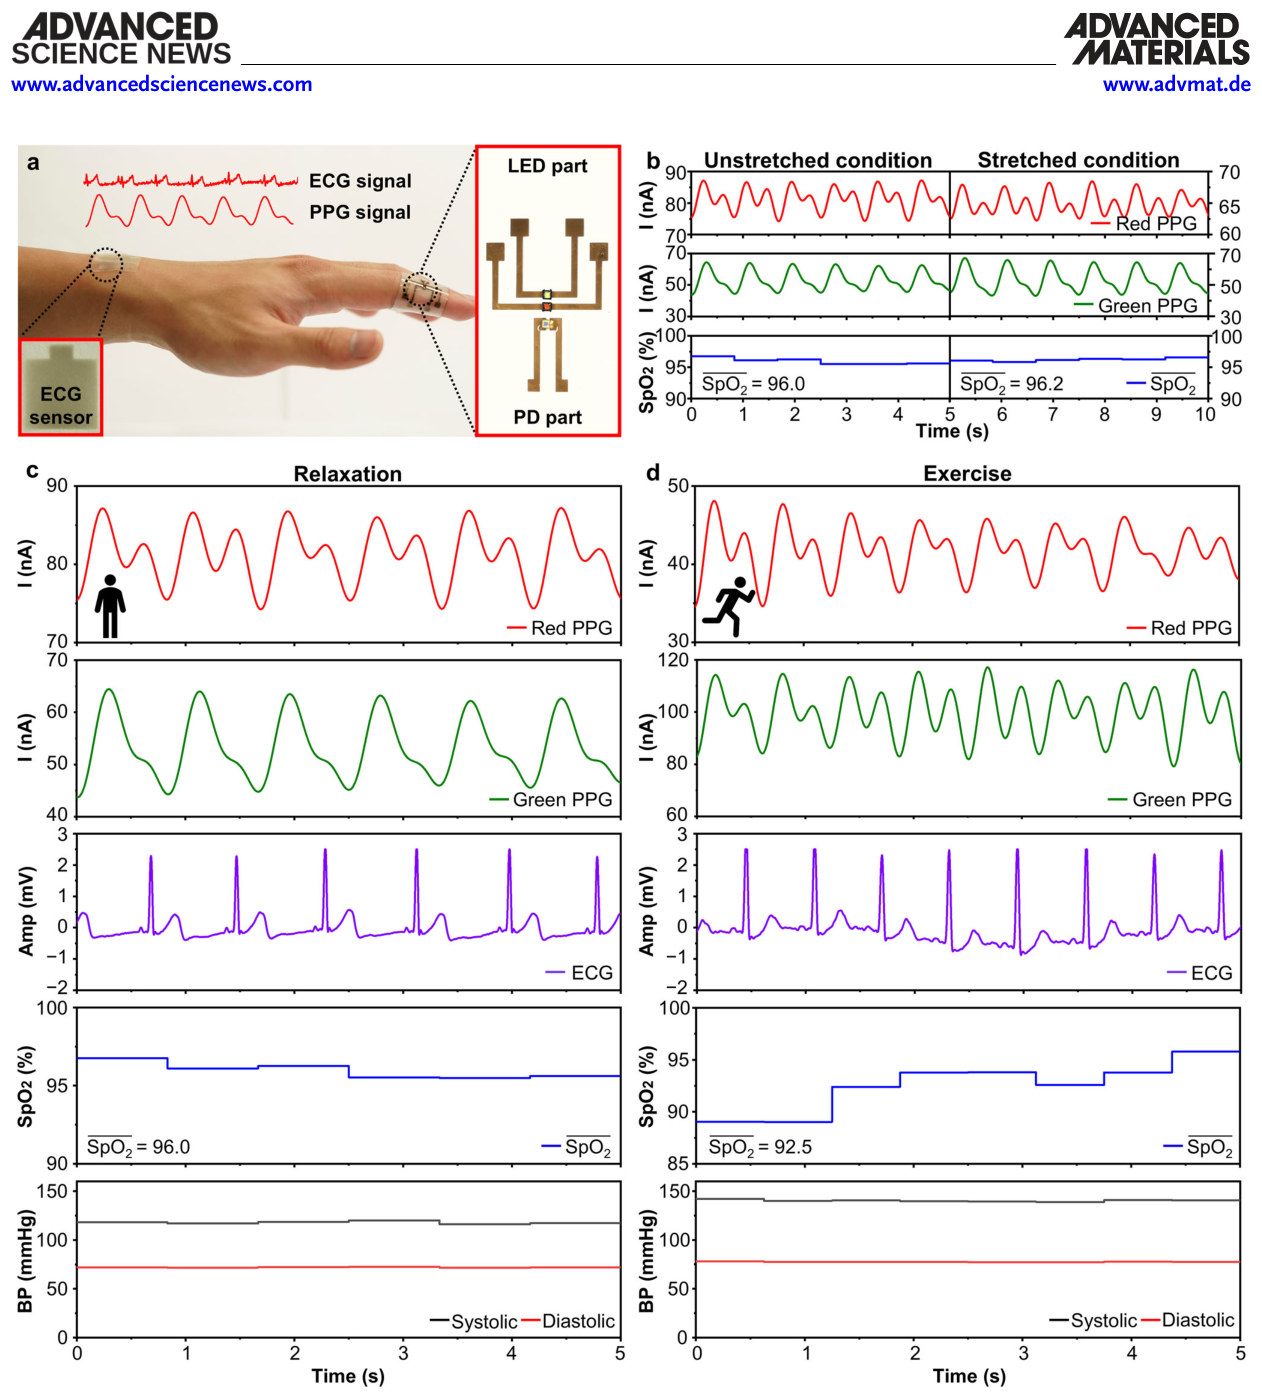 ADVANCED
SCIENCE NEWS
www.advancedsciencenews.com
ADVANCED
MATERIALS
www.advmat.de
a
ECG signal
PPG signal
LED part
PD part
ECG
sensor
b
Unstretched condition
Stretched condition
90
80
70
I (nA)
70
65
60
Red PPG
70
50
30
I (nA)
70
50
30
Green PPG
100
95
90
SpO2 (%)
100
95
90
SpO2 = 96.0
SpO2 = 96.2
SpO2
0 1 2 3 4 5 6 7 8 9 10
Time (s)
c
Relaxation
90
80
70
I (nA)
Red PPG
70
60
50
40
I (nA)
Green PPG
3
2
1
0
−1
−2
Amp (mV)
ECG
100
95
90
SpO2 (%)
SpO2 = 96.0
SpO2
150
100
50
0
BP (mmHg)
Systolic Diastolic
0 1 2 3 4 5
Time (s)
d
Exercise
50
40
30
I (nA)
Red PPG
120
100
80
60
I (nA)
Green PPG
3
2
1
0
−1
−2
Amp (mV)
ECG
100
95
90
85
SpO2 (%)
SpO2 = 92.5
SpO2
150
100
50
0
BP (mmHg)
Systolic Diastolic
0 1 2 3 4 5
Time (s)